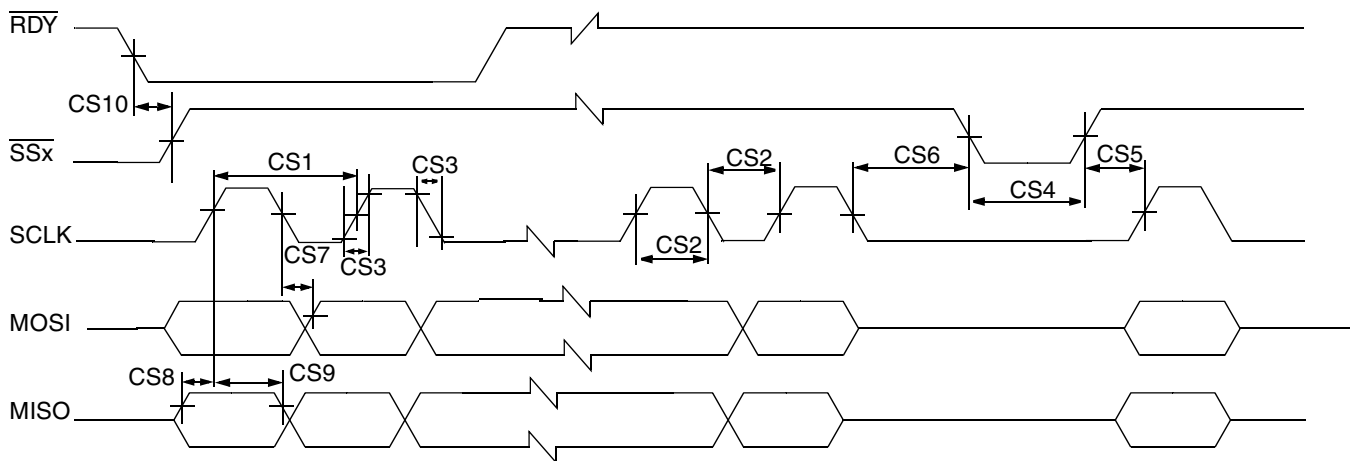 RDY
CS10
SSx
CS1
CS3
CS2
CS6
CS5
CS4
SCLK
CS7
CS3
CS2
MOSI
CS8
CS9
MISO